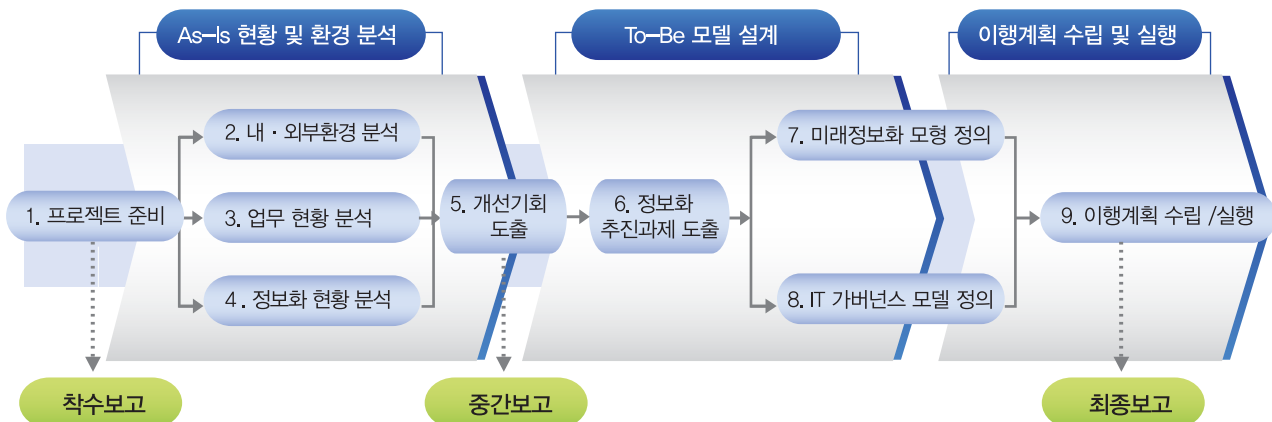 As-Is 현황 및 환경 분석
To-Be 모델 설계
이행계획 수립 및 실행
1. 프로젝트 준비
2. 내 · 외부환경 분석
3. 업무 현황 분석
4. 정보화 현황 분석
5. 개선기회
도출
6. 정보화
추진과제 도출
7. 미래정보화 모형 정의
8. IT 가버넌스 모델 정의
9. 이행계획 수립 /실행
착수보고
중간보고
최종보고